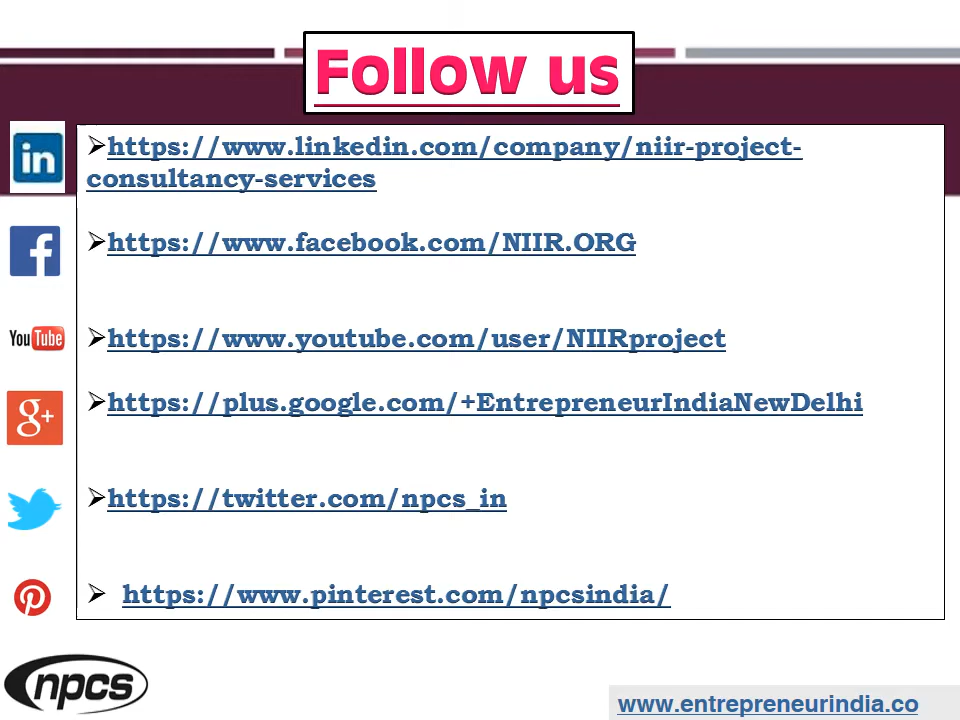 Follow us
in
➢https://www.linkedin.com/company/niir-project-
consultancy-services
f
➢https://www.facebook.com/NIIR.ORG
YouTube
➢https://www.youtube.com/user/NIIRproject
g+
➢https://plus.google.com/+EntrepreneurIndiaNewDelhi
➢https://twitter.com/npcs_in
➢ https://www.pinterest.com/npcsindia/
npcs
www.entrepreneurindia.co